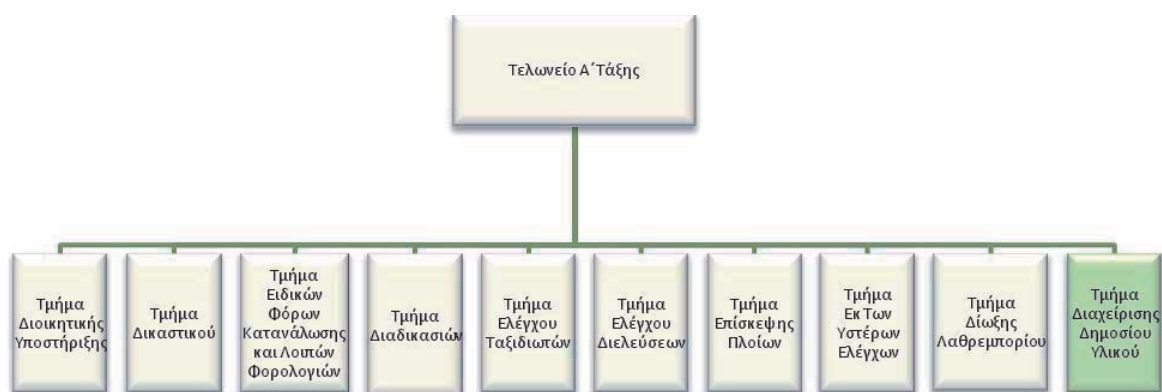 Τελωνείο Α΄Τάξης
Τμήμα
Διοικητικής
Υποστήριξης
Τμήμα
Δικαστικού
Τμήμα
Ειδικών
Φόρων
Κατανάλωσης
και Λοιπών
Φορολογιών
Τμήμα
Διαδικασιών
Τμήμα
Ελέγχου
Ταξιδιωτών
Τμήμα
Ελέγχου
Διελεύσεων
Τμήμα
Επίσκεψης
Πλοίων
Τμήμα
Εκ Των
Υστέρων
Ελέγχων
Τμήμα
Δίωξης
Λαθρεμπορίου
Τμήμα
Διαχείρισης
Δημοσίου
Υλικού